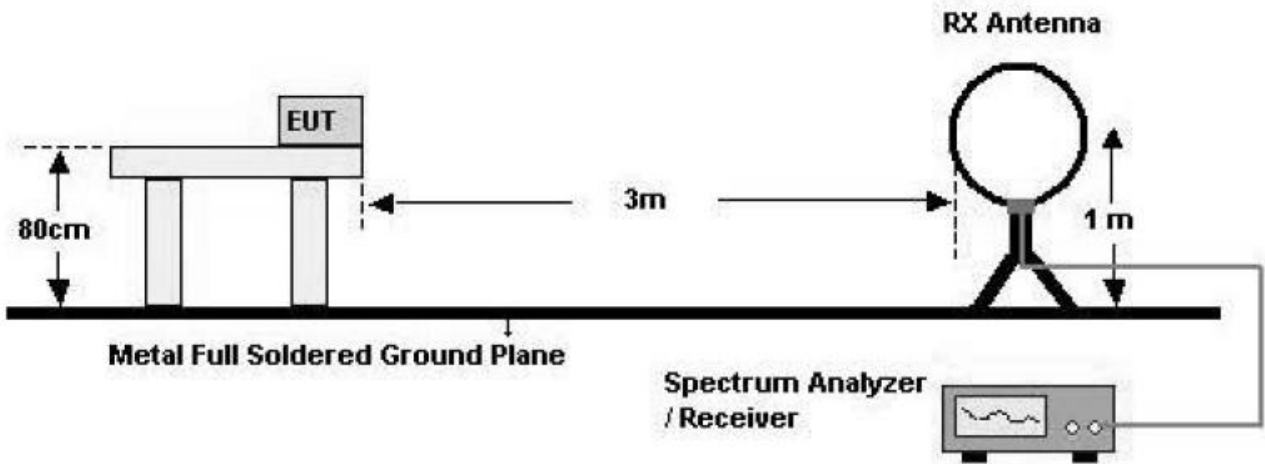 RX Antenna
EUT
80cm
3m
1 m
Metal Full Soldered Ground Plane
Spectrum Analyzer
/ Receiver